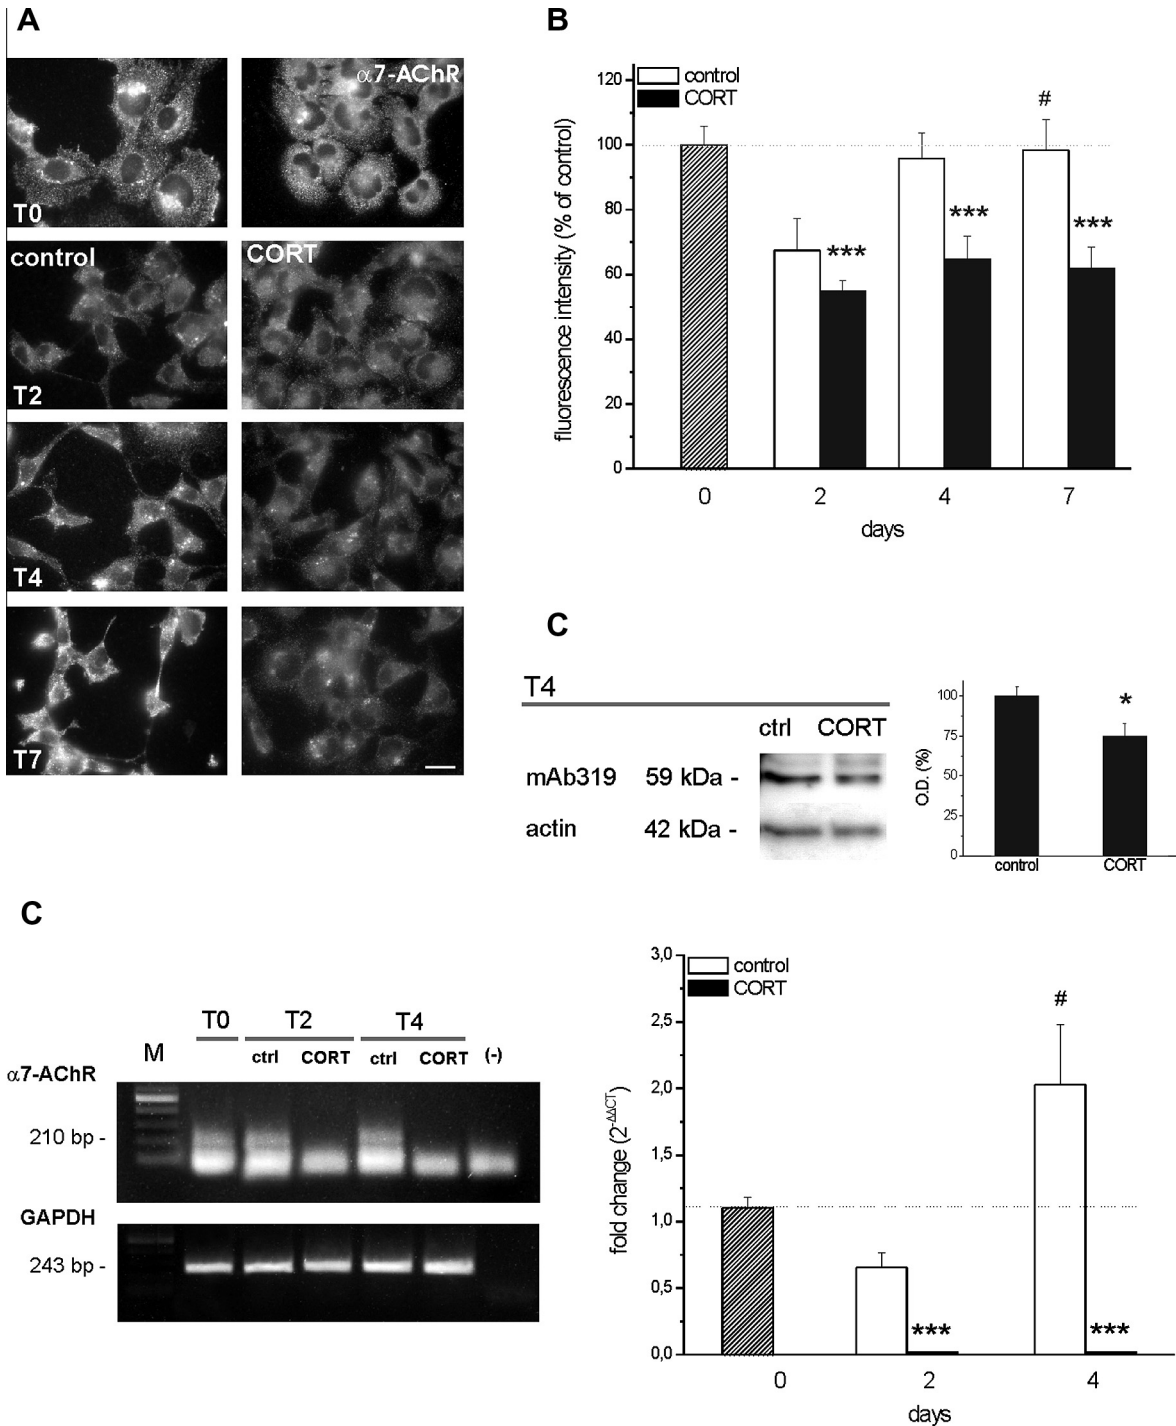 A
α7-AChR
T0
control
CORT
T2
T4
T7
B
control
CORT
fluorescence intensity (% of control)
120
100
80
60
40
20
0
#
***
***
***
0 2 4 7
days
C
T4
ctrl CORT
mAb319 59 kDa -
actin 42 kDa -
O.D. (%)
100
75
50
25
0
*
control CORT
C
T0 T2 T4
M ctrl CORT ctrl CORT (-)
α7-AChR
210 bp -
GAPDH
243 bp -
control
CORT
fold change (2^-ΔΔCT)
3,0
2,5
2,0
1,5
1,0
0,5
0,0
#
***
***
0 2 4
days